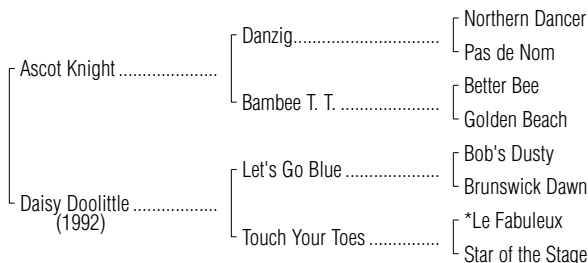 Northern Dancer
Danzig..........................................
Pas de Nom
Ascot Knight .....................
Better Bee
Bambee T. T. ............................
Golden Beach
Bob's Dusty
Let's Go Blue ...........................
Brunswick Dawn
Daisy Doolittle ..................
(1992)
*Le Fabuleux
Touch Your Toes ....................
Star of the Stage